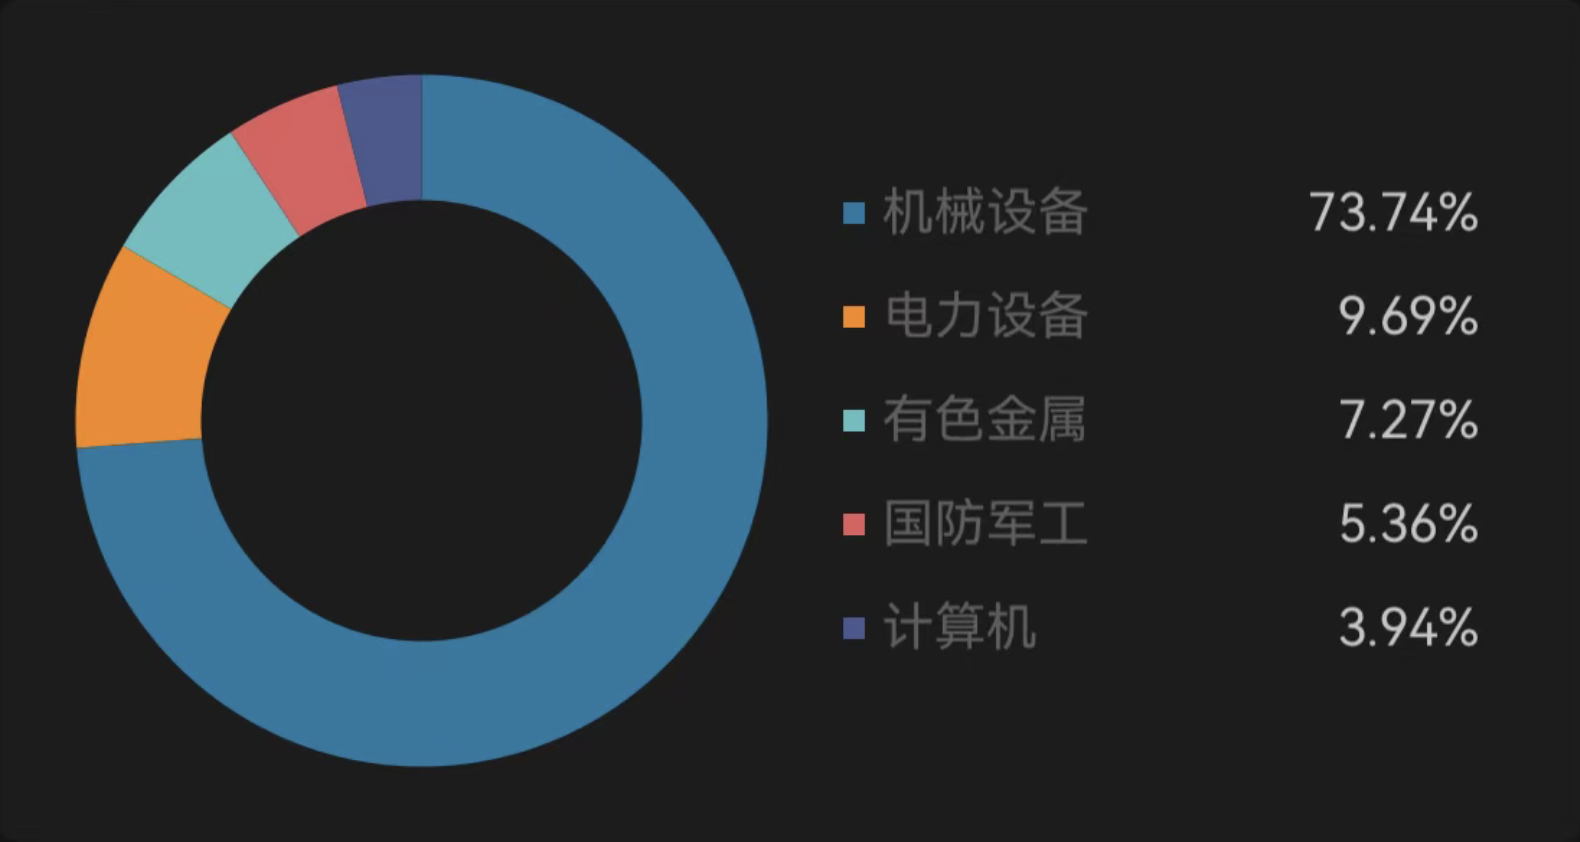 机械设备 73.74%
电力设备 9.69%
有色金属 7.27%
国防军工 5.36%
计算机 3.94%